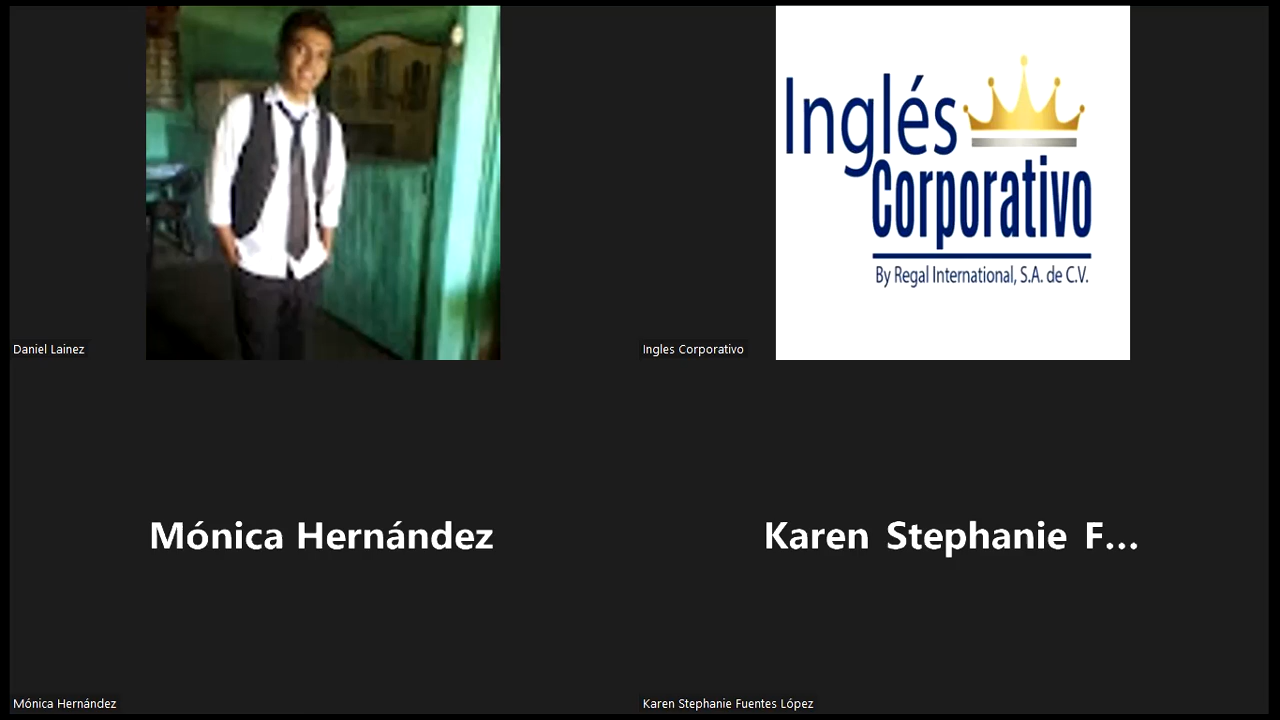 Inglés
Corporativo
By Regal International, S.A. de C.V.
Daniel Lainez
Ingles Corporativo
Mónica Hernández
Karen Stephanie F...
Mónica Hernández
Karen Stephanie Fuentes López